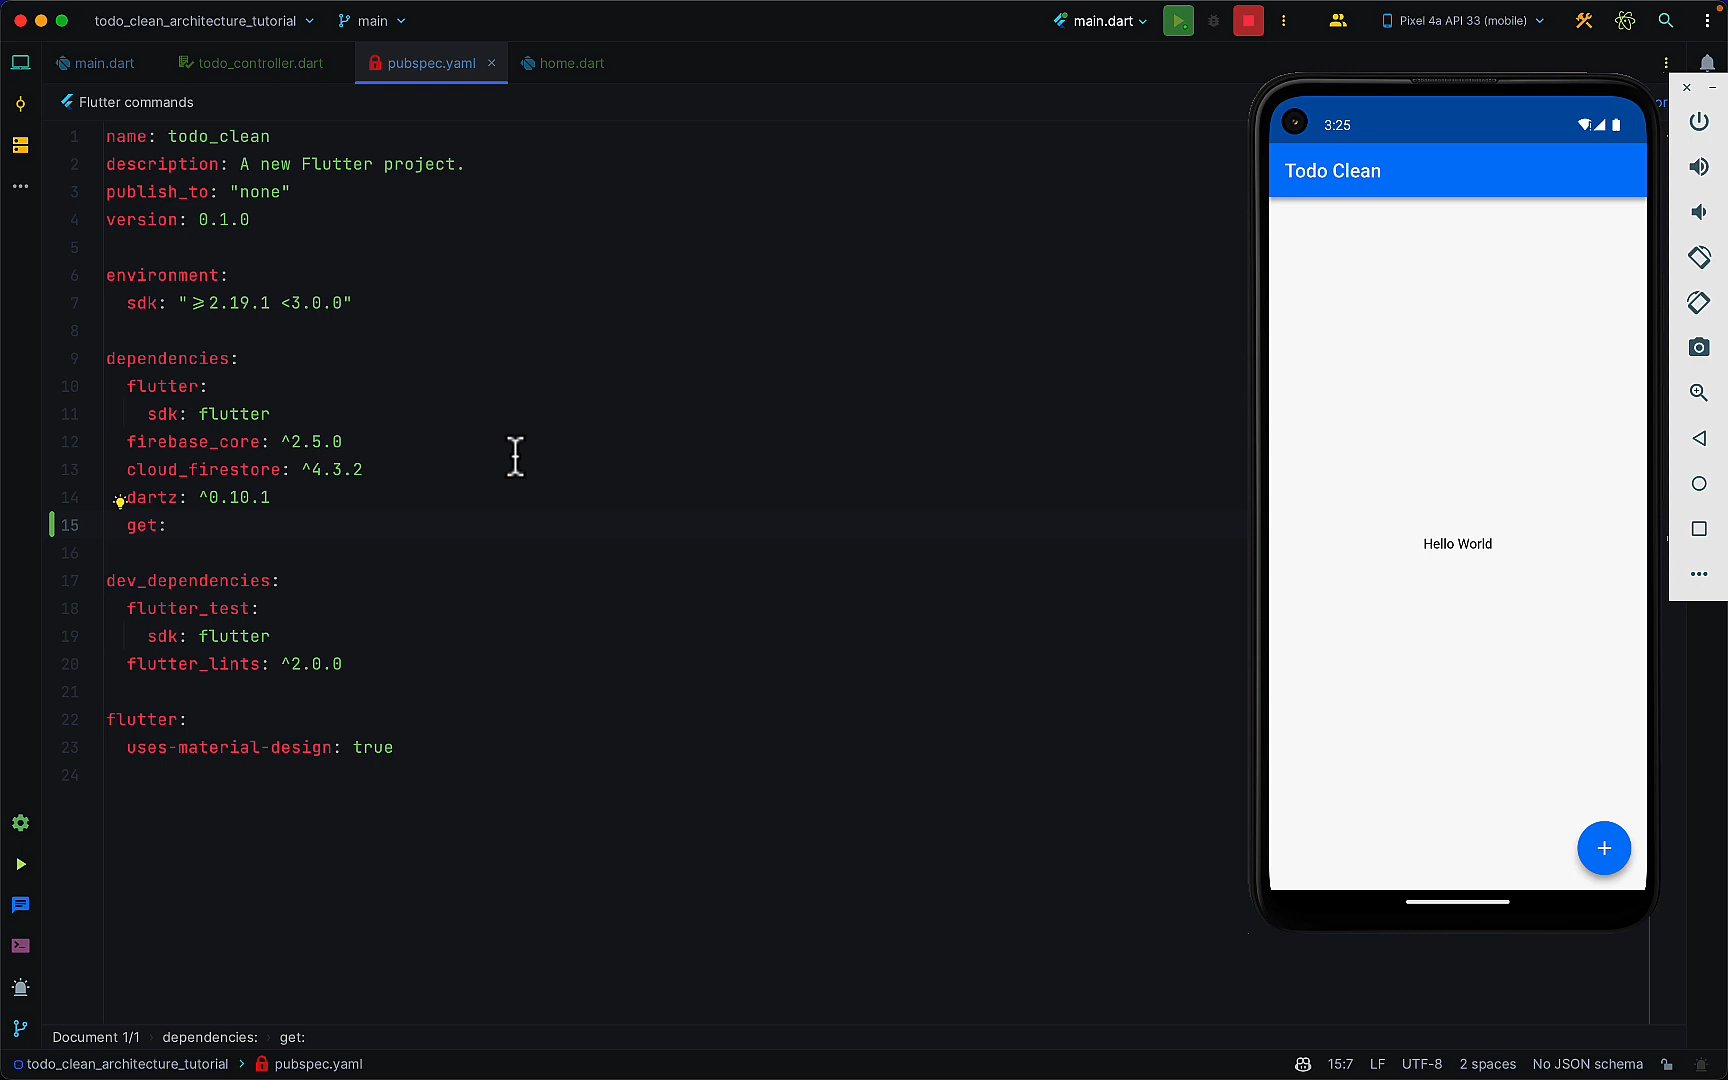 todo_clean_architecture_tutorial main main.dart Pixel 4a API 33 (mobile)
main.dart todo_controller.dart pubspec.yaml home.dart
Flutter commands
1 name: todo_clean
2 description: A new Flutter project.
3 publish_to: "none"
4 version: 0.1.0
5
6 environment:
7 sdk: "≥2.19.1 <3.0.0"
8
9 dependencies:
10 flutter:
11 sdk: flutter
12 firebase_core: ^2.5.0
13 cloud_firestore: ^4.3.2
14 dartz: ^0.10.1
15 get:
16
17 dev_dependencies:
18 flutter_test:
19 sdk: flutter
20 flutter_lints: ^2.0.0
21
22 flutter:
23 uses-material-design: true
24
3:25
Todo Clean
Hello World
Document 1/1 dependencies: get:
todo_clean_architecture_tutorial pubspec.yaml 15:7 LF UTF-8 2 spaces No JSON schema